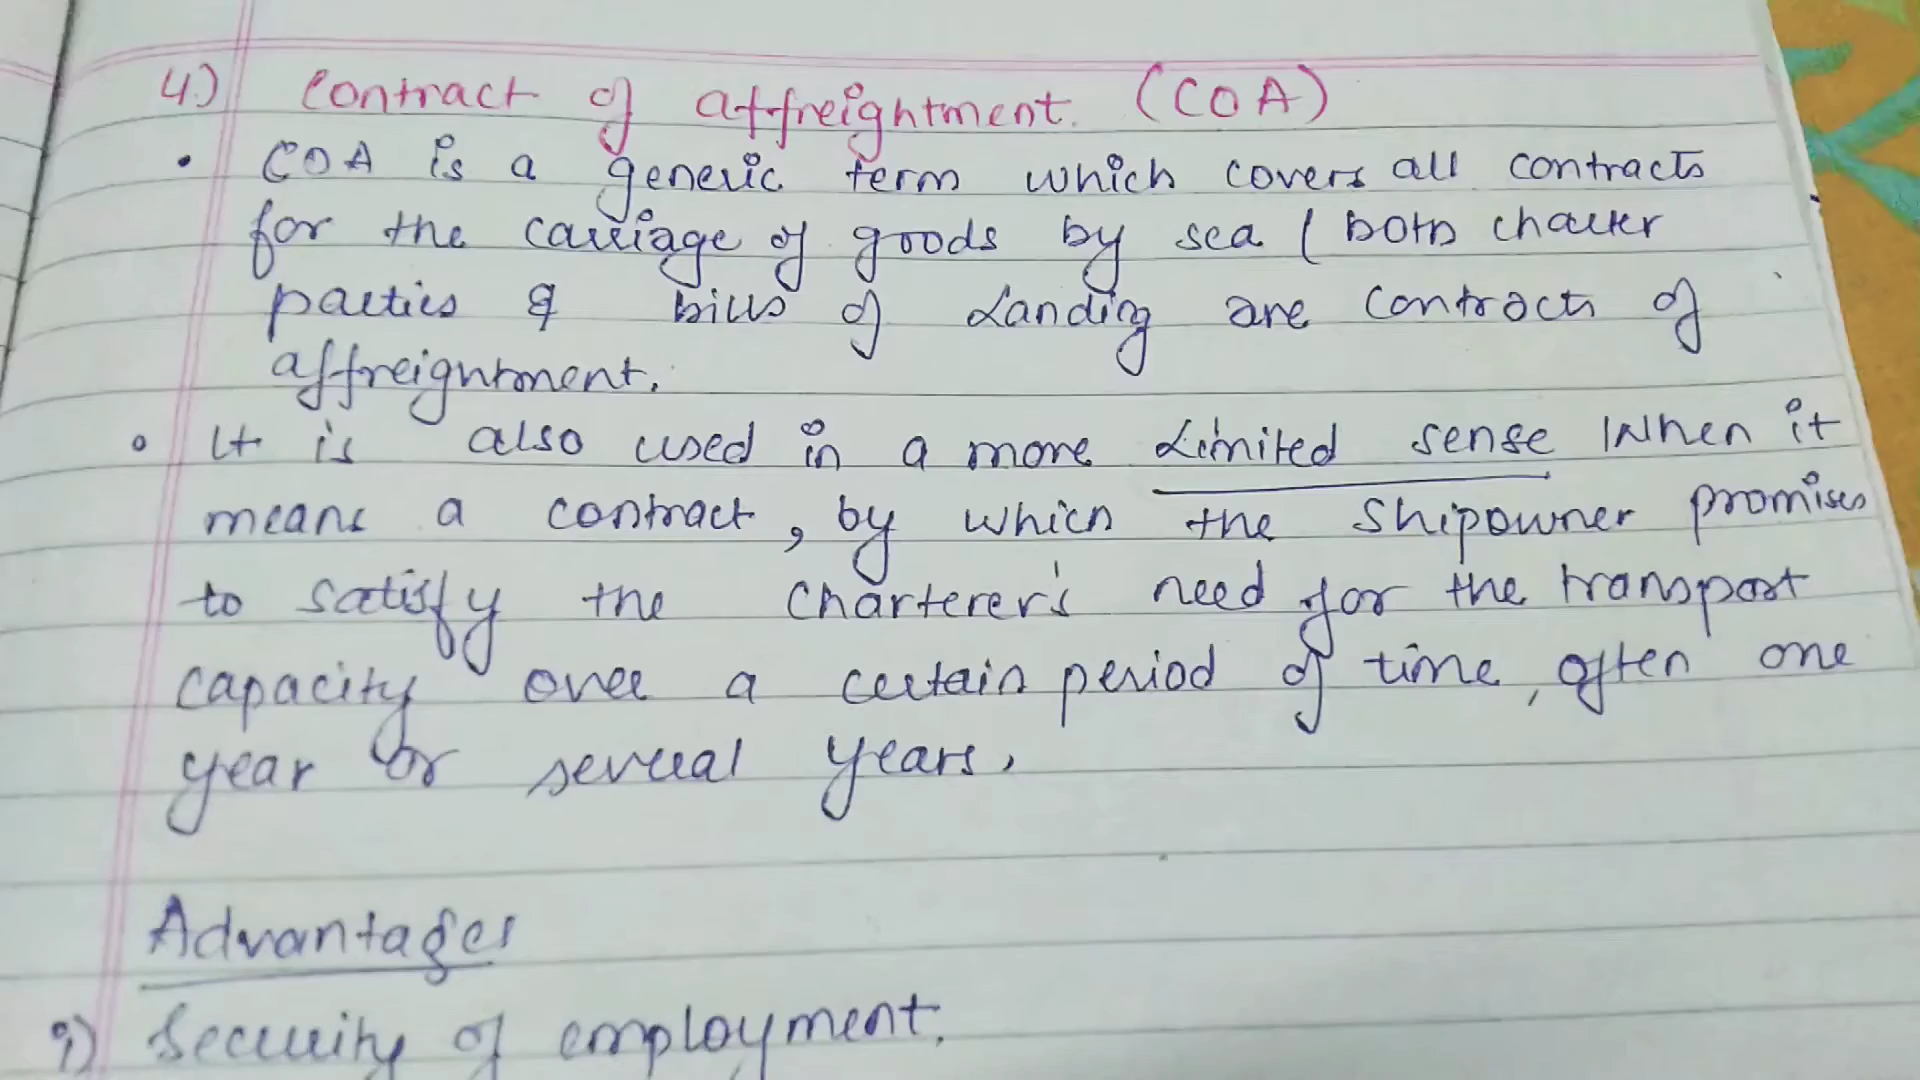 4) Contract of affreightment. (COA)
• COA is a generic term which covers all contracts
for the carriage of goods by sea ( both charter
parties & bills of Landing are contracts of
affreightment.
• It is also used in a more Limited sense When it
means a contract, by which the shipowner promises
to satisfy the charterer's need for the transport
capacity over a certain period of time, often one
year or several years.
Advantages
i) Security of employment.